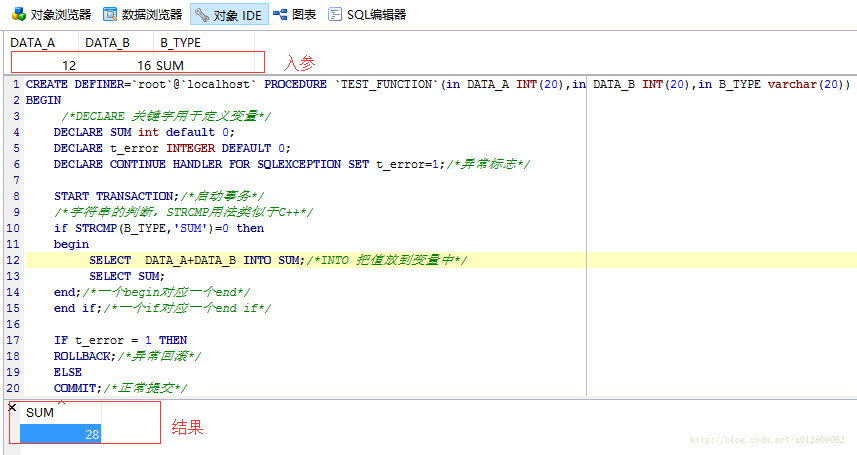 对象浏览器 数据浏览器 对象 IDE 图表 SQL编辑器
DATA_A DATA_B B_TYPE
12 16 SUM 入参
1 CREATE DEFINER=`root`@`localhost` PROCEDURE `TEST_FUNCTION`(in DATA_A INT(20),in DATA_B INT(20),in B_TYPE varchar(20))
2 BEGIN
3 /*DECLARE 关键字用于定义变量*/
4 DECLARE SUM int default 0;
5 DECLARE t_error INTEGER DEFAULT 0;
6 DECLARE CONTINUE HANDLER FOR SQLEXCEPTION SET t_error=1;/*异常标志*/
7
8 START TRANSACTION;/*启动事务*/
9 /*字符串的判断，STRCMP用法类似于C++*/
10 if STRCMP(B_TYPE,'SUM')=0 then
11 begin
12 SELECT DATA_A+DATA_B INTO SUM;/*INTO 把值放到变量中*/
13 SELECT SUM;
14 end;/*一个begin对应一个end*/
15 end if;/*一个if对应一个end if*/
16
17 IF t_error = 1 THEN
18 ROLLBACK;/*异常回滚*/
19 ELSE
20 COMMIT;/*正常提交*/
SUM
28 结果
http://blog.csdn.net/u012809062